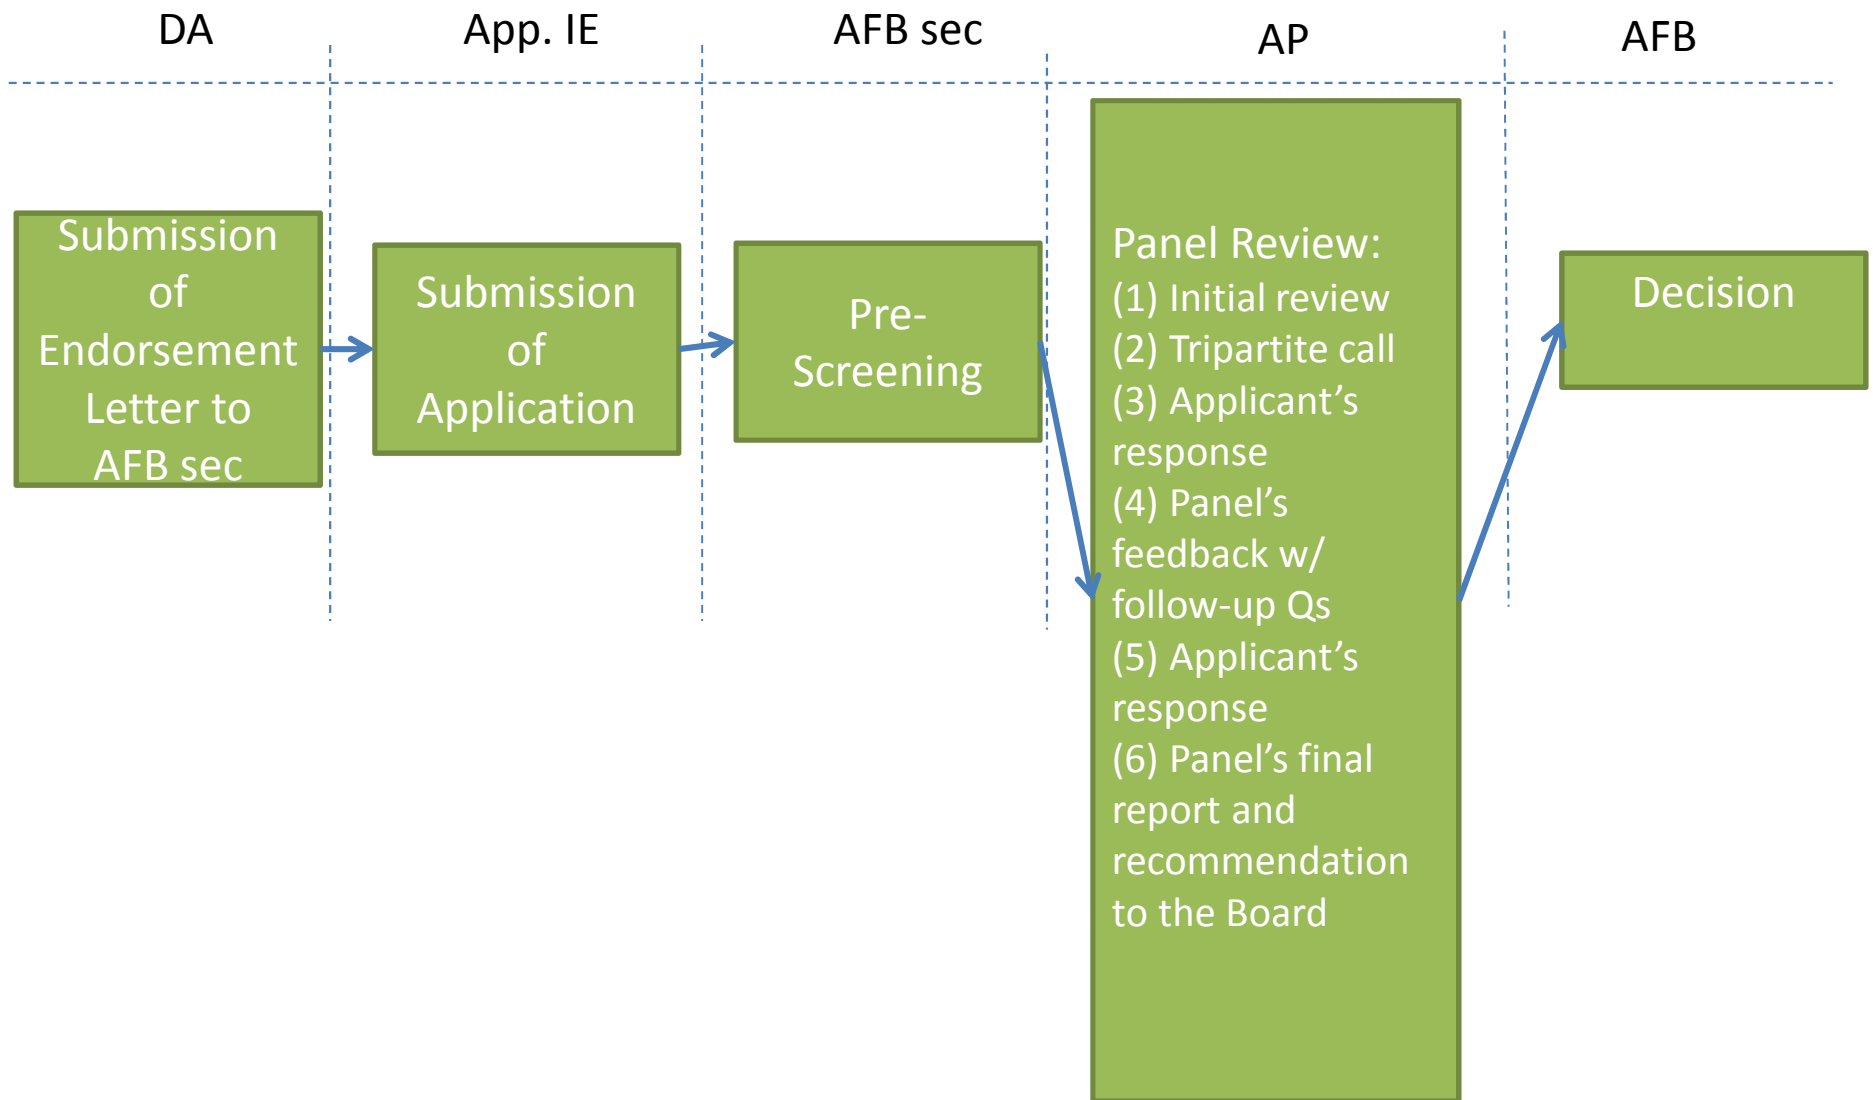 DA
App. IE
AFB sec
AP
AFB
Submission
of
Endorsement
Letter to
AFB sec
Submission
of
Application
Pre-
Screening
Panel Review:
(1) Initial review
(2) Tripartite call
(3) Applicant’s
response
(4) Panel’s
feedback w/
follow-up Qs
(5) Applicant’s
response
(6) Panel’s final
report and
recommendation
to the Board
Decision